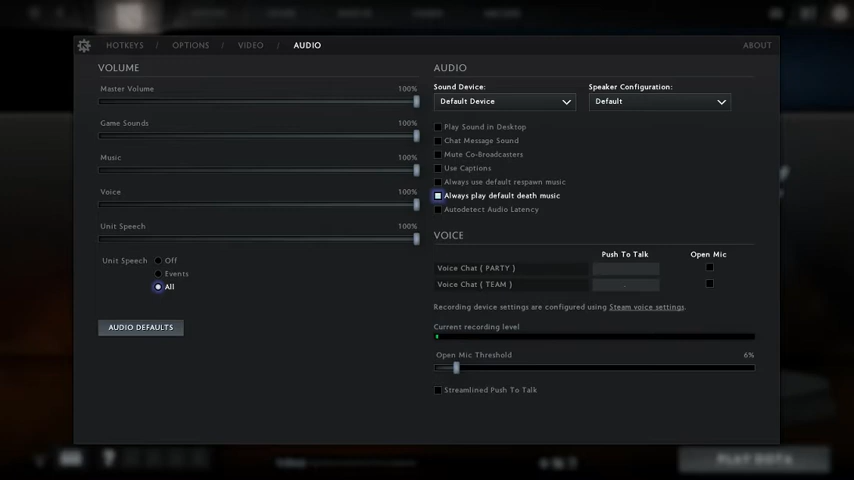 HOTKEYS / OPTIONS / VIDEO / AUDIO ABOUT
VOLUME
Master Volume 100%
Game Sounds 100%
Music 100%
Voice 100%
Unit Speech 100%
Unit Speech: Off
Events
All
AUDIO DEFAULTS
AUDIO
Sound Device: Speaker Configuration:
Default Device Default
Play Sound in Desktop
Chat Message Sound
Mute Co-Broadcasters
Use Captions
Always use default respawn music
Always play default death music
Autodetect Audio Latency
VOICE
Push To Talk Open Mic
Voice Chat ( PARTY )
Voice Chat ( TEAM ) .
Recording device settings are configured using Steam voice settings.
Current recording level
Open Mic Threshold 6%
Streamlined Push To Talk
PLAY DOTA